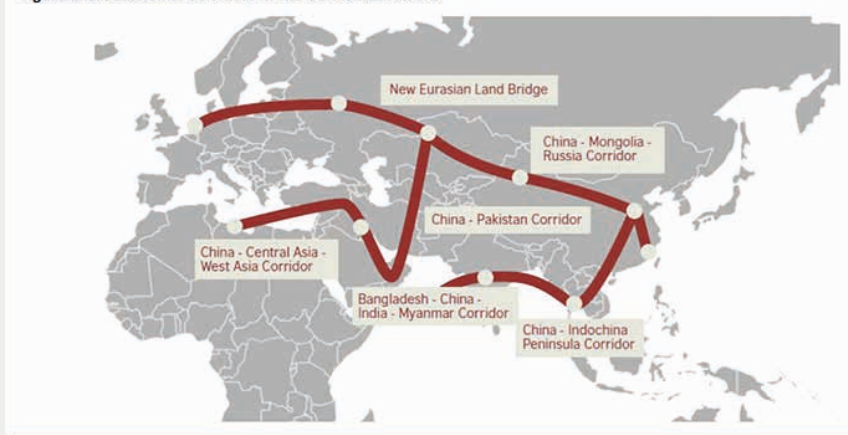 New Eurasian Land Bridge
China - Mongolia -
Russia Corridor
China - Pakistan Corridor
China - Central Asia -
West Asia Corridor
Bangladesh - China -
India - Myanmar Corridor
China - Indochina
Peninsula Corridor